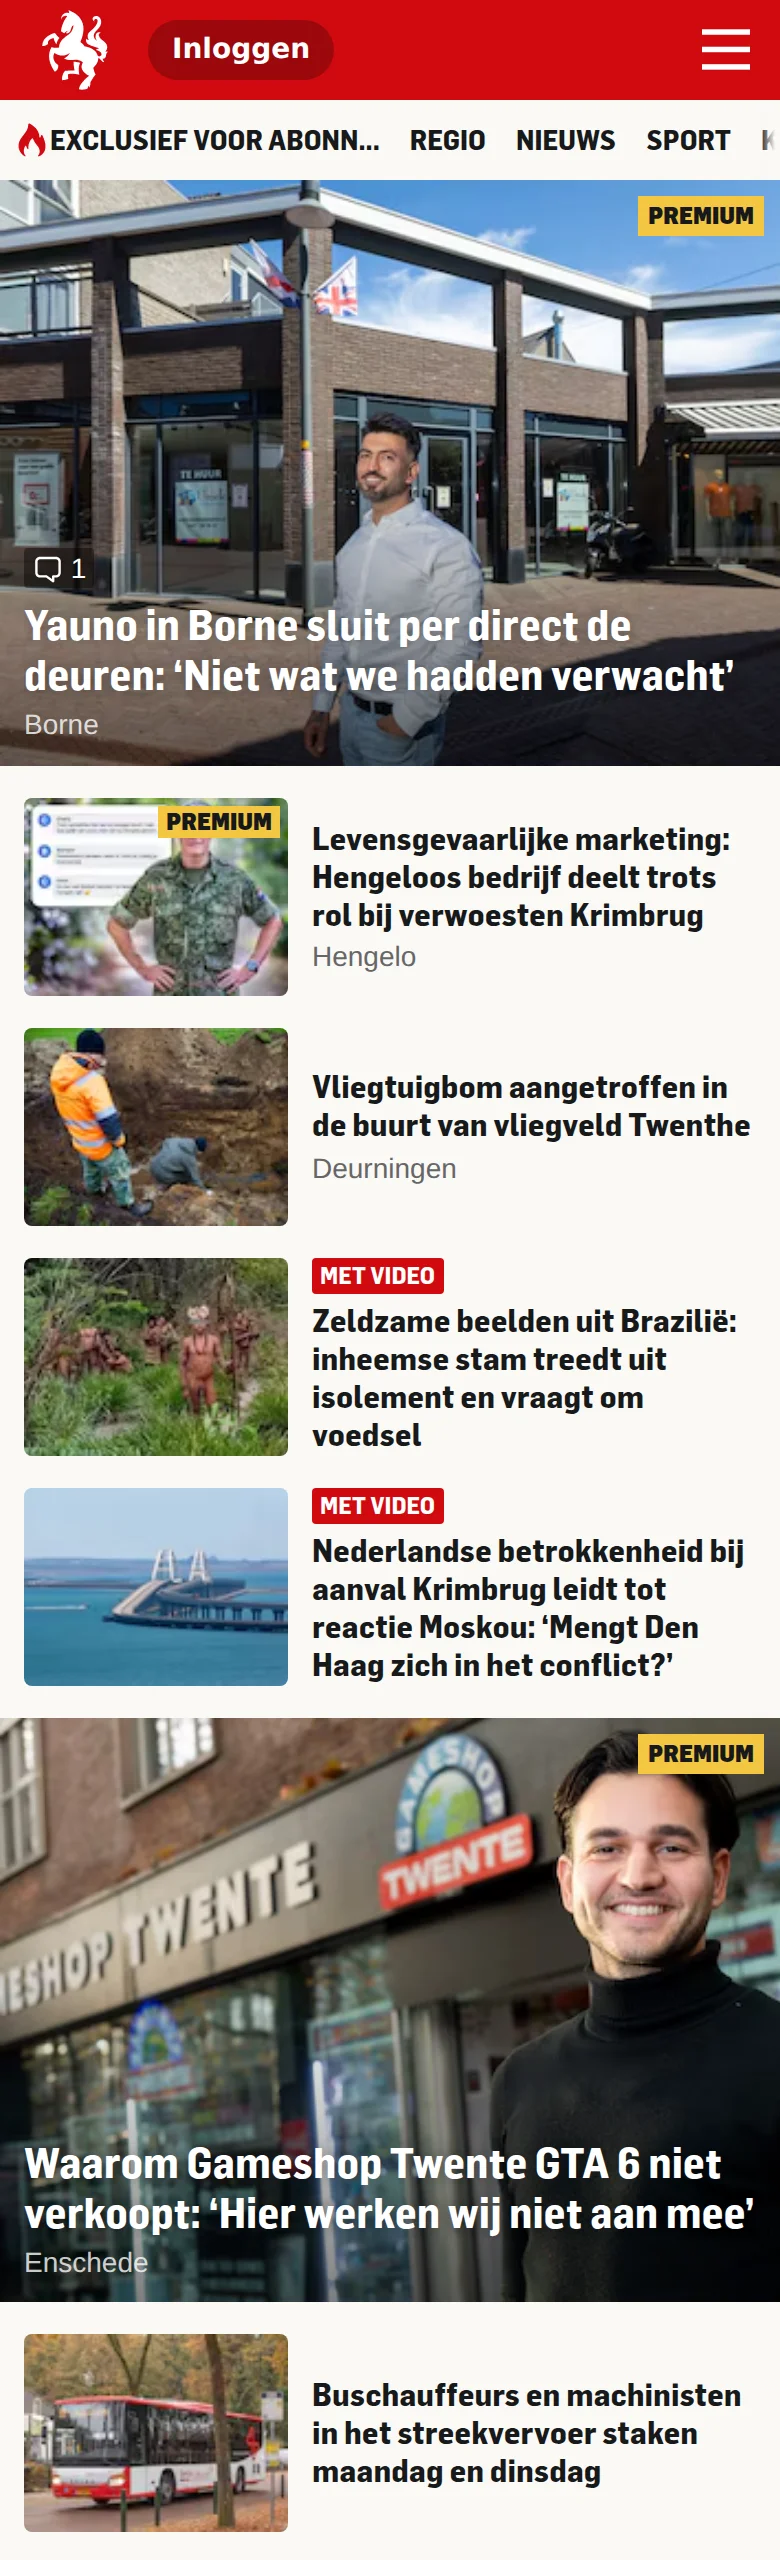 Inloggen
EXCLUSIEF VOOR ABONN... REGIO NIEUWS SPORT
PREMIUM
TE HUUR
1
Yauno in Borne sluit per direct de
deuren: ‘Niet wat we hadden verwacht’
Borne
PREMIUM
Levensgevaarlijke marketing:
Hengeloos bedrijf deelt trots
rol bij verwoesten Krimbrug
Hengelo
Vliegtuigbom aangetroffen in
de buurt van vliegveld Twenthe
Deurningen
MET VIDEO
Zeldzame beelden uit Brazilië:
inheemse stam treedt uit
isolement en vraagt om
voedsel
MET VIDEO
Nederlandse betrokkenheid bij
aanval Krimbrug leidt tot
reactie Moskou: ‘Mengt Den
Haag zich in het conflict?’
PREMIUM
GAMESHOP
TWENTE
MESHOP TWENTE
Waarom Gameshop Twente GTA 6 niet
verkoopt: ‘Hier werken wij niet aan mee’
Enschede
Buschauffeurs en machinisten
in het streekvervoer staken
maandag en dinsdag